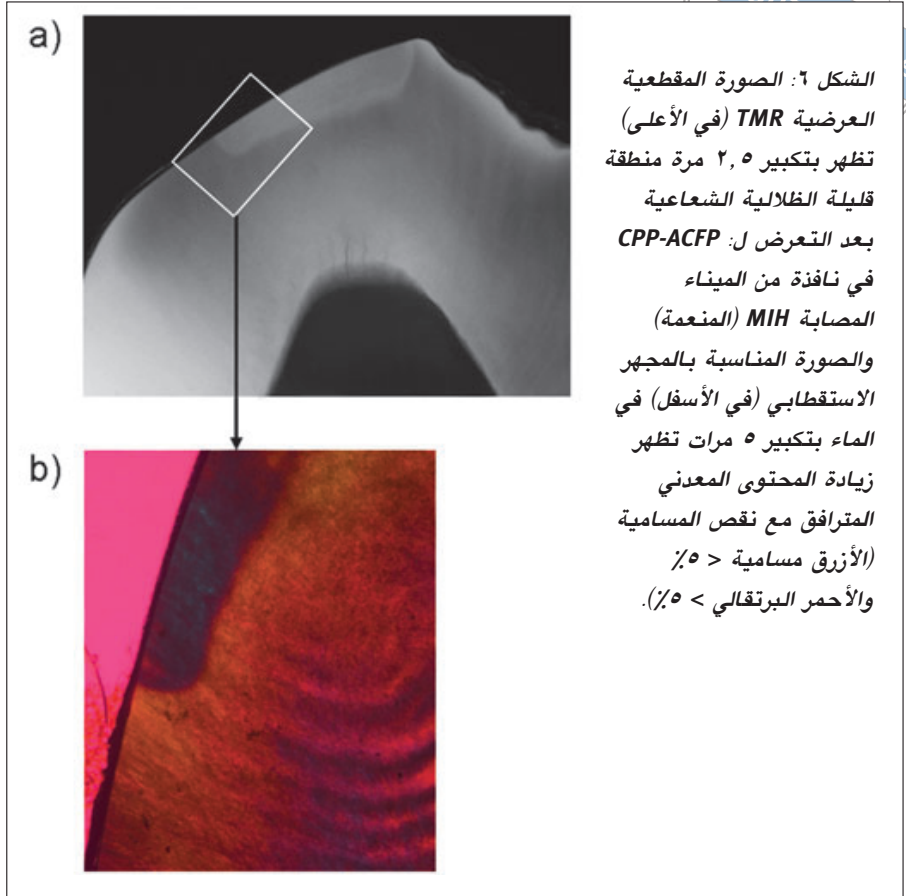 a)
الشكل ٦: الصورة المقطعية
العرضية TMR (في الأعلى)
تظهر بتكبير ٢,٥ مرة منطقة
قليلة الظلالية الشعاعية
بعد التعرض ل: CPP-ACFP
في نافذة من الميناء
المصابة MIH (المنعمة)
والصورة المناسبة بالمجهر
الاستقطابي (في الأسفل) في
الماء بتكبير ٥ مرات تظهر
زيادة المحتوى المعدني
المترافق مع نقص المسامية
(الأزرق مسامية < ٥٪
والأحمر البرتقالي > ٥٪).
b)